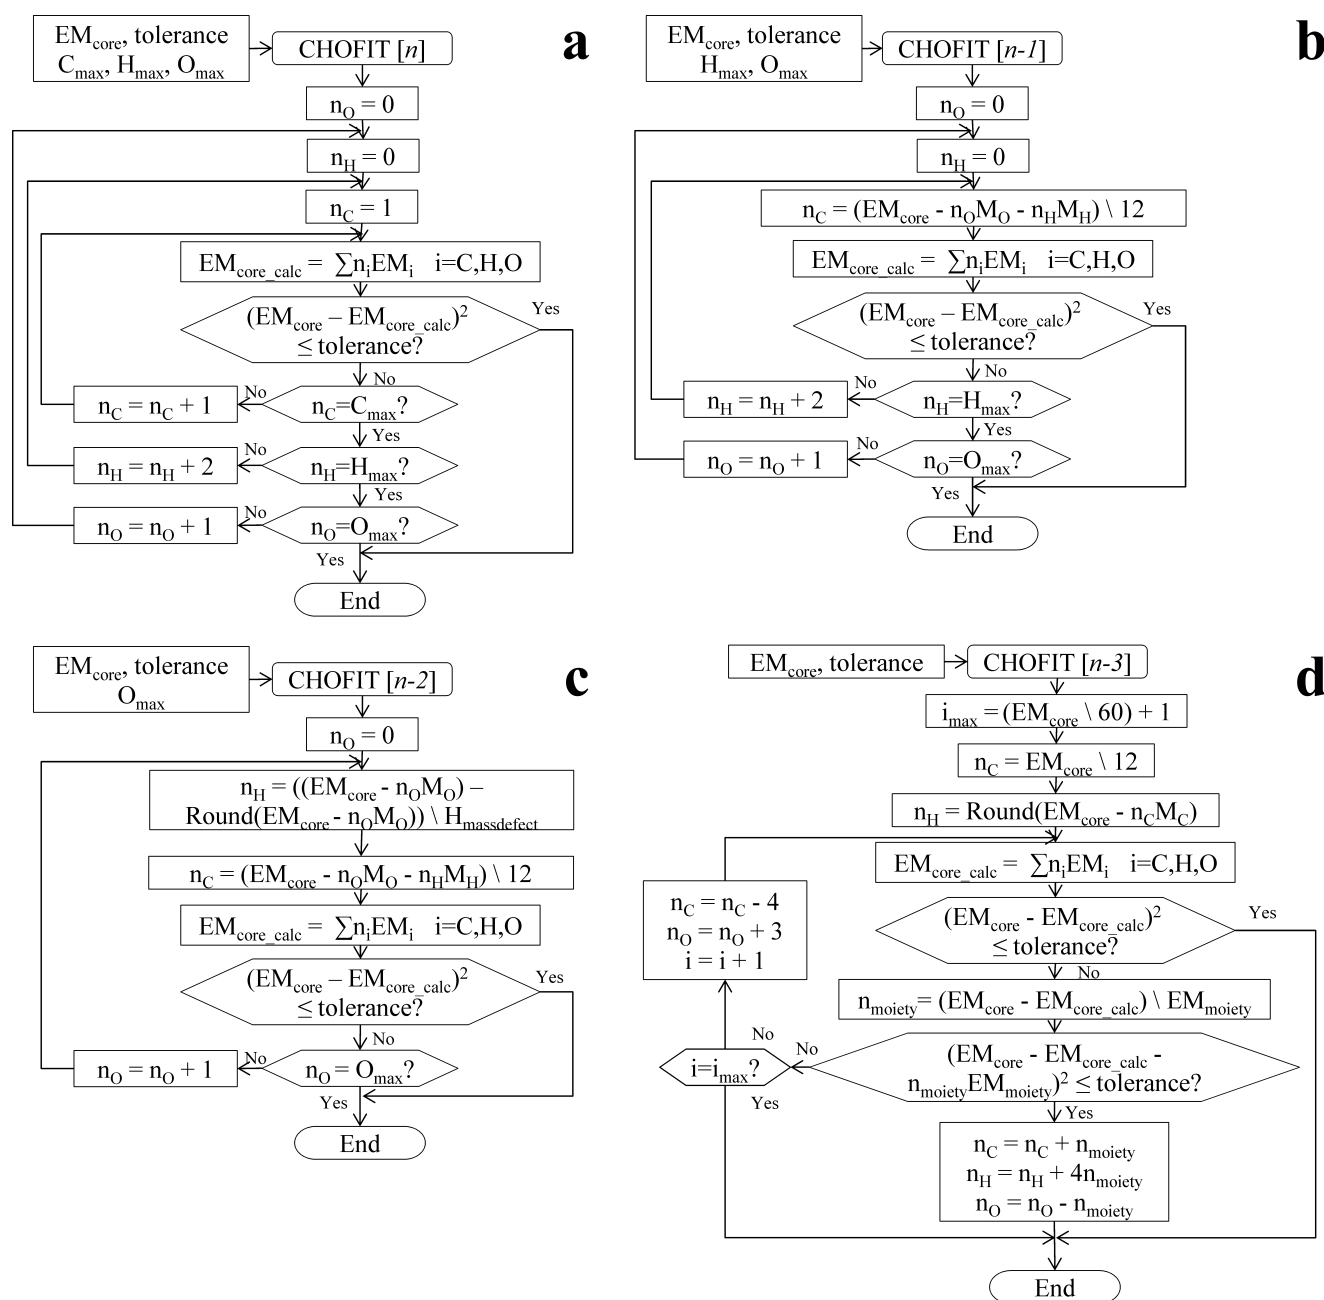 EMcore, tolerance
Cmax, Hmax, Omax
CHOFIT [n]
a
nO = 0
nH = 0
nC = 1
EMcore_calc = ∑niEMi i=C,H,O
(EMcore – EMcore_calc)2
≤ tolerance?
Yes
No
nC=Cmax?
No
nC = nC + 1
Yes
nH=Hmax?
No
nH = nH + 2
Yes
nO=Omax?
No
nO = nO + 1
Yes
End
EMcore, tolerance
Hmax, Omax
CHOFIT [n-1]
b
nO = 0
nH = 0
nC = (EMcore - nOMO - nHMH) \ 12
EMcore_calc = ∑niEMi i=C,H,O
(EMcore – EMcore_calc)2
≤ tolerance?
Yes
No
nH=Hmax?
No
nH = nH + 2
Yes
nO=Omax?
No
nO = nO + 1
Yes
End
EMcore, tolerance
Omax
CHOFIT [n-2]
c
nO = 0
nH = ((EMcore - nOMO) –
Round(EMcore - nOMO)) \ Hmassdefect
nC = (EMcore - nOMO - nHMH) \ 12
EMcore_calc = ∑niEMi i=C,H,O
(EMcore – EMcore_calc)2
≤ tolerance?
Yes
No
nO = Omax?
No
nO = nO + 1
Yes
End
EMcore, tolerance
CHOFIT [n-3]
d
imax = (EMcore \ 60) + 1
nC = EMcore \ 12
nH = Round(EMcore - nCMC)
EMcore_calc = ∑niEMi i=C,H,O
(EMcore - EMcore_calc)2
≤ tolerance?
Yes
No
nmoiety= (EMcore - EMcore_calc) \ EMmoiety
(EMcore - EMcore_calc -
nmoietyEMmoiety)2 ≤ tolerance?
No
i=imax?
No
nC = nC - 4
nO = nO + 3
i = i + 1
Yes
Yes
nC = nC + nmoiety
nH = nH + 4nmoiety
nO = nO - nmoiety
End